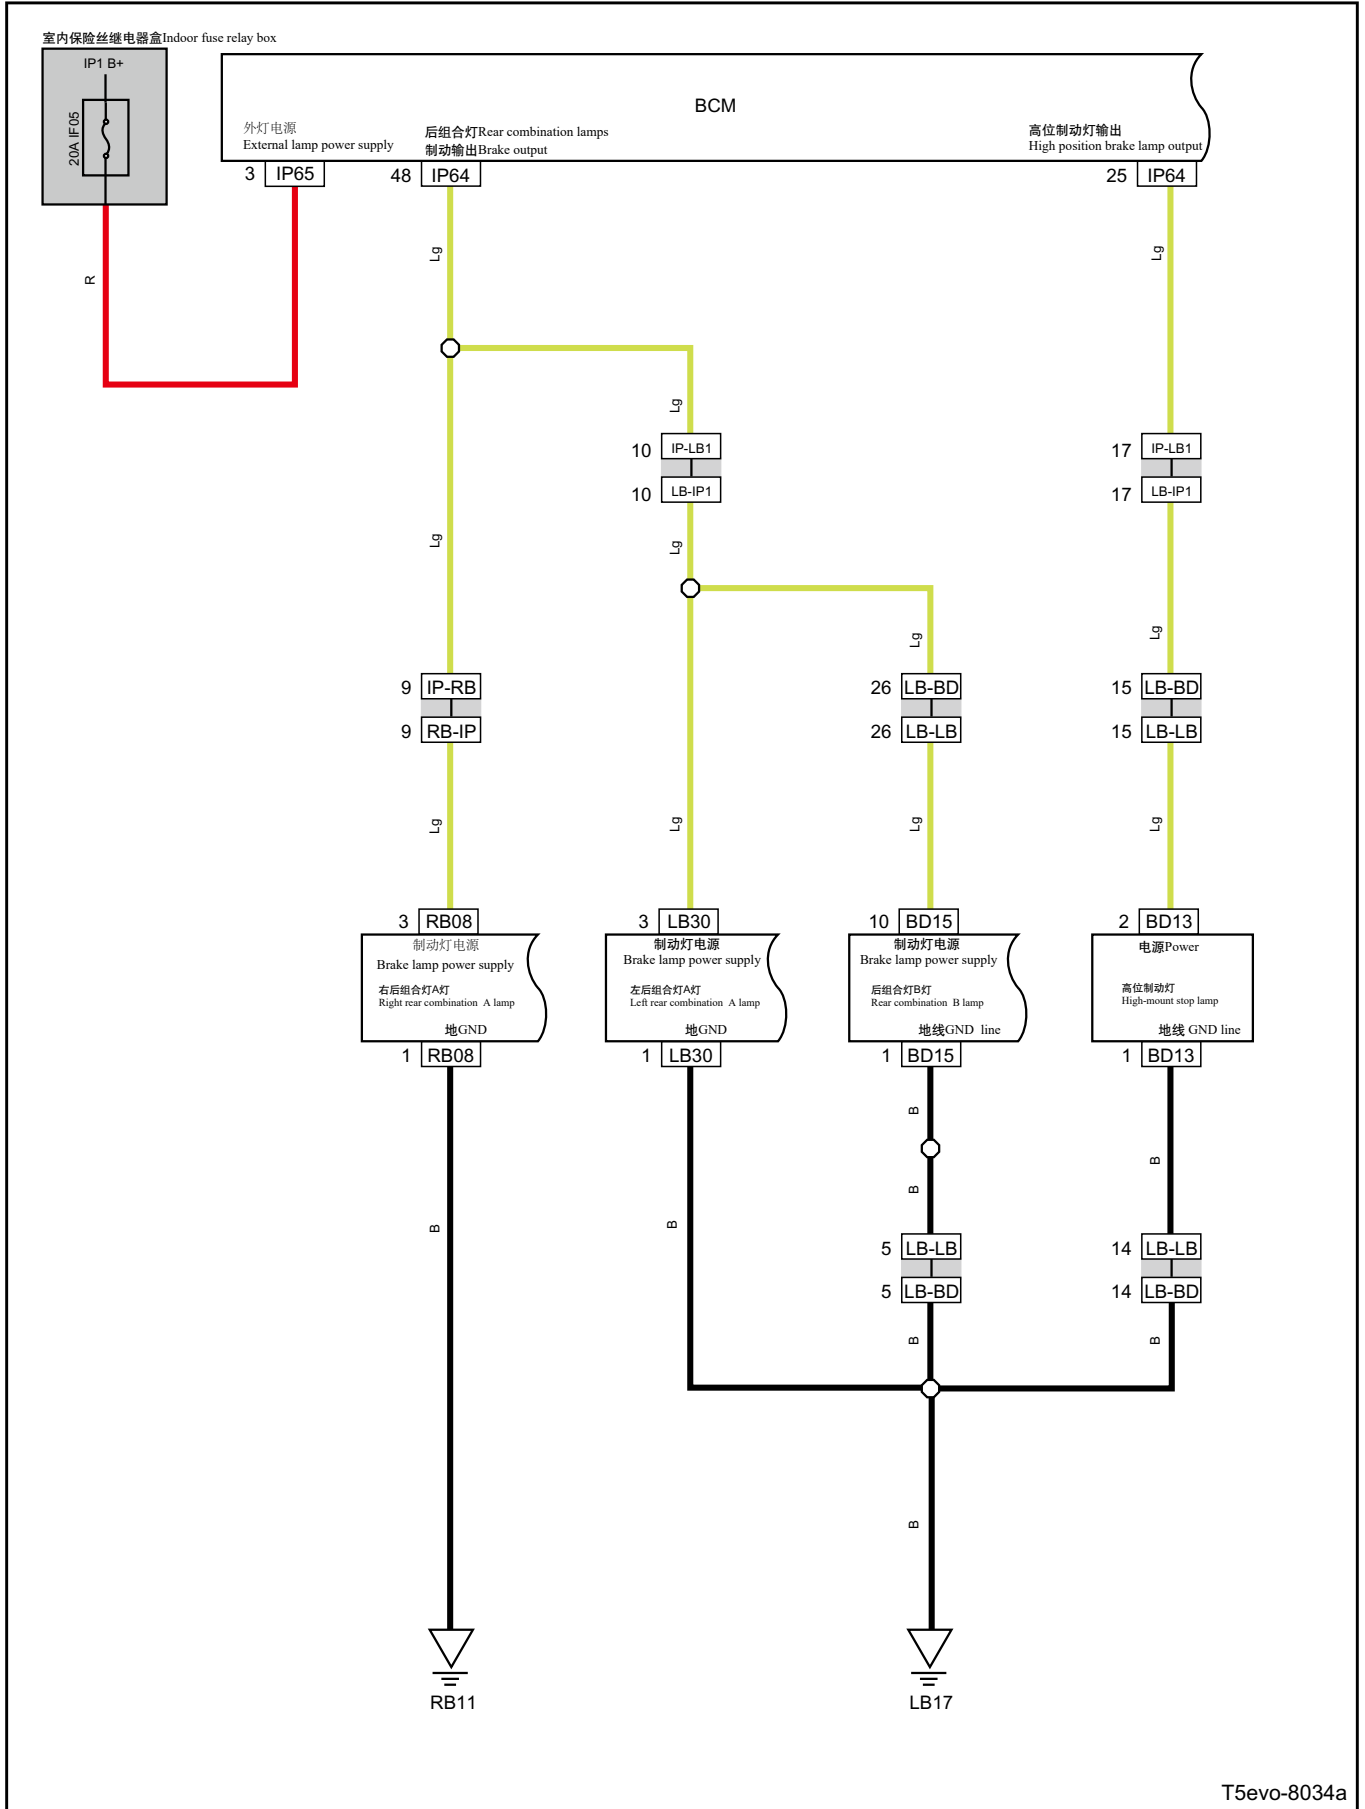 室内保险丝继电器盒Indoor fuse relay box
IP1 B+
20A IF05
BCM
外灯电源
External lamp power supply
后组合灯Rear combination lamps
制动输出Brake output
高位制动灯输出
High position brake lamp output
3 IP65
48 IP64
25 IP64
R
Lg
Lg
Lg
10 IP-LB1
10 LB-IP1
17 IP-LB1
17 LB-IP1
Lg
Lg
Lg
Lg
9 IP-RB
9 RB-IP
26 LB-BD
26 LB-LB
15 LB-BD
15 LB-LB
Lg
Lg
Lg
Lg
3 RB08
3 LB30
10 BD15
2 BD13
制动灯电源
Brake lamp power supply
右后组合灯A灯
Right rear combination A lamp
地GND
制动灯电源
Brake lamp power supply
左后组合灯A灯
Left rear combination A lamp
地GND
制动灯电源
Brake lamp power supply
后组合灯B灯
Rear combination B lamp
地线GND line
电源Power
高位制动灯
High-mount stop lamp
地线 GND line
1 RB08
1 LB30
1 BD15
1 BD13
B
B
B
B
B
5 LB-LB
5 LB-BD
14 LB-LB
14 LB-BD
B
B
B
RB11
LB17
T5evo-8034a